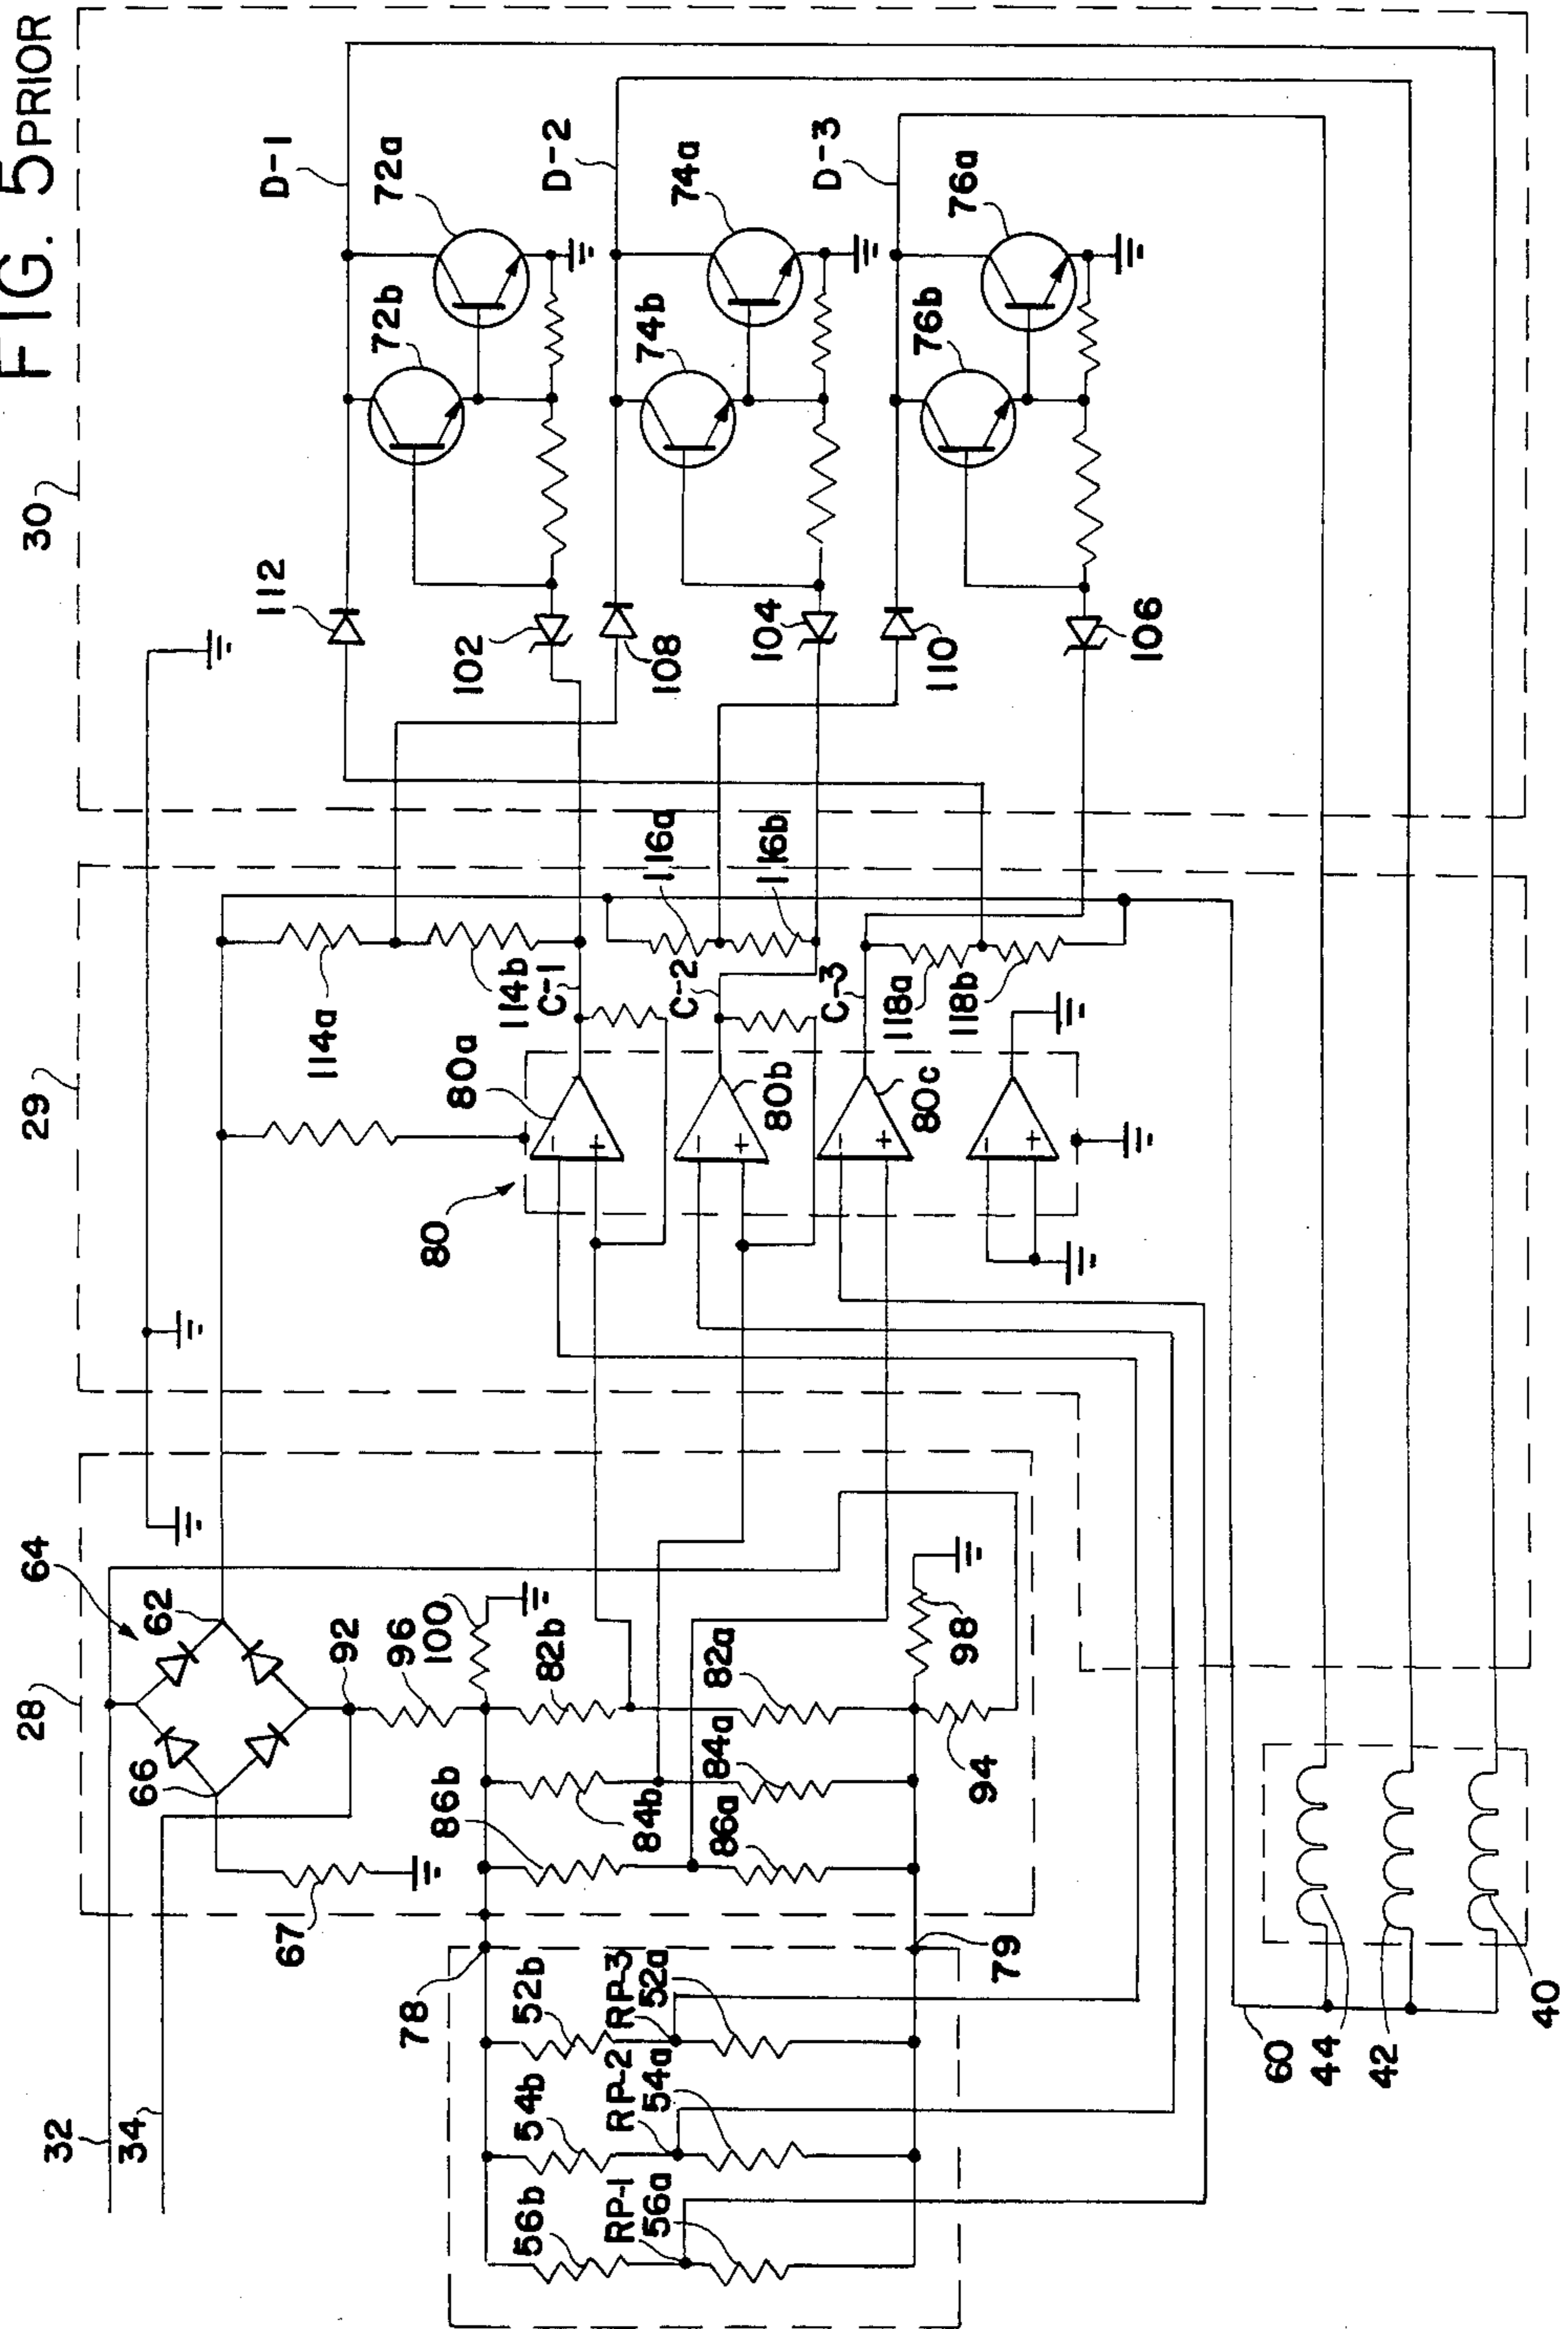 FIG. 5 PRIOR
30
29
28
64
62
66
92
96
100
82b
82a
84b
84a
86b
86a
94
98
67
32
34
78
79
52b
RP-3
52a
54b
RP-2
54a
56b
RP-1
56a
60
44
42
40
80
80a
80b
80c
114a
114b
C-1
116a
116b
C-2
C-3
118a
118b
112
102
108
104
110
106
D-1
72a
72b
D-2
74a
74b
D-3
76a
76b